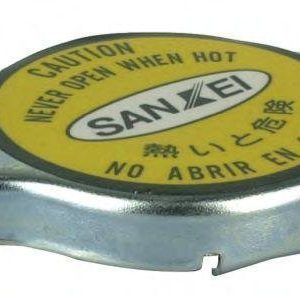 CAUTION
NEVER OPEN WHEN HOT
SANKEI
熱いと危険
NO ABRIR EN